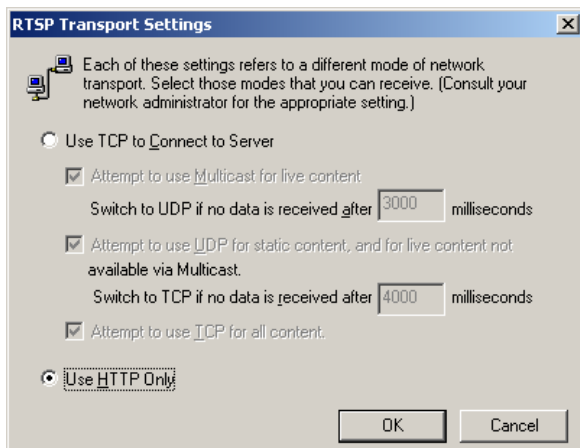 RTSP Transport Settings
Each of these settings refers to a different mode of network
transport. Select those modes that you can receive. (Consult your
network administrator for the appropriate setting.)
Use TCP to Connect to Server
Attempt to use Multicast for live content
Switch to UDP if no data is received after 3000 milliseconds
Attempt to use UDP for static content, and for live content not
available via Multicast.
Switch to TCP if no data is received after 4000 milliseconds
Attempt to use TCP for all content.
Use HTTP Only
OK Cancel